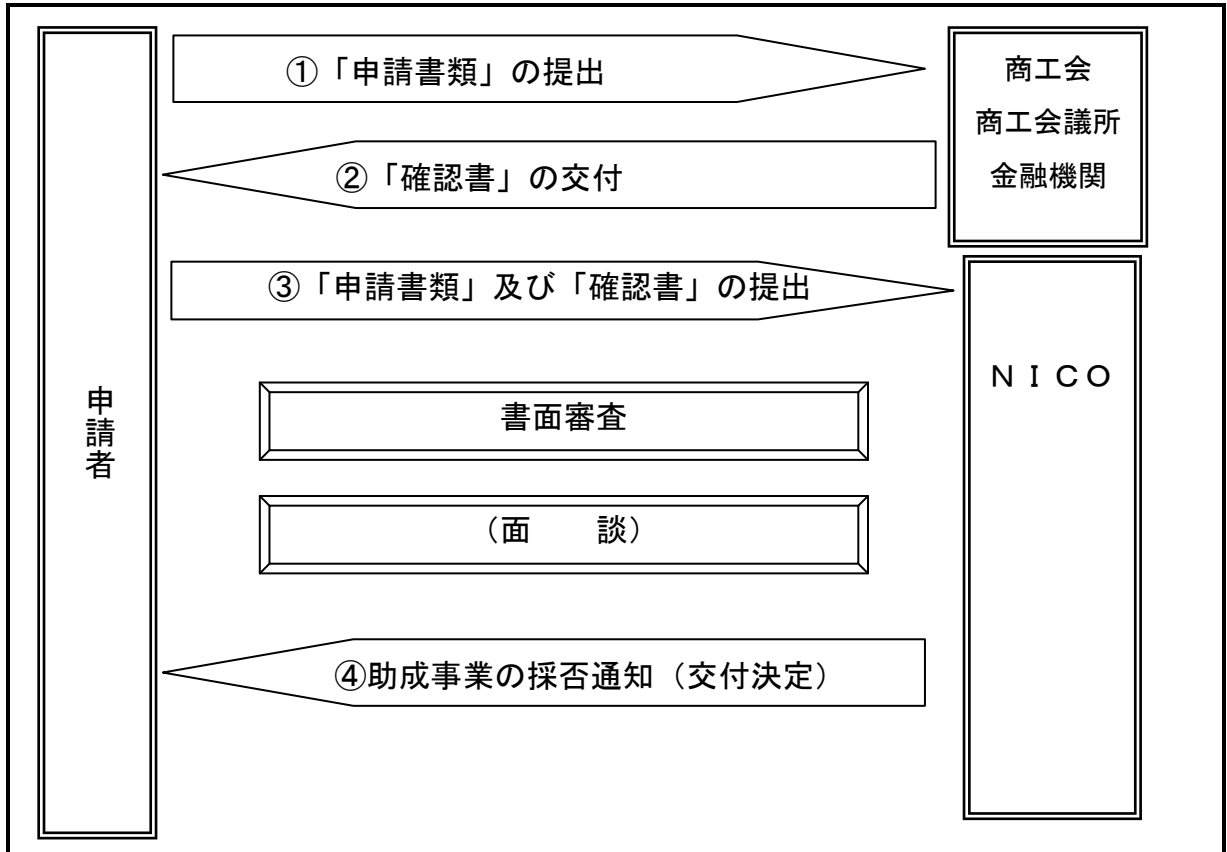 ①「申請書類」の提出
商工会
商工会議所
金融機関
②「確認書」の交付
③「申請書類」及び「確認書」の提出
申請者
ＮＩＣＯ
書面審査
（面　　談）
④助成事業の採否通知（交付決定）